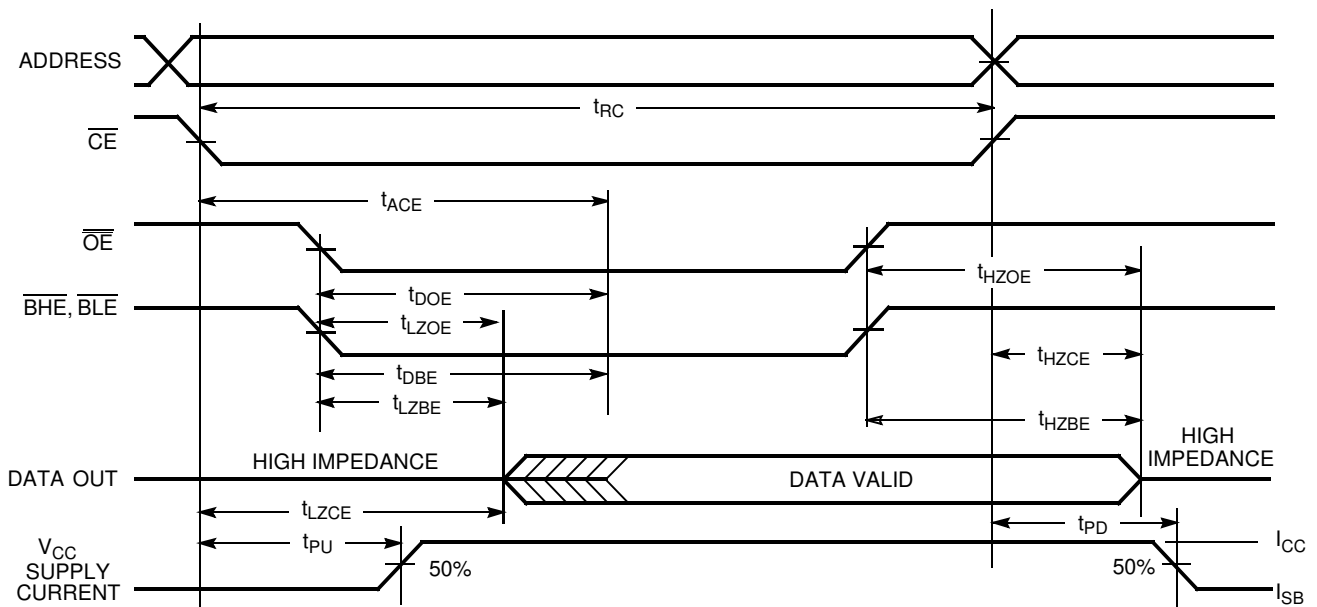 ADDRESS
tRC
CE
tACE
OE
tHZOE
tDOE
BHE, BLE
tLZOE
tHZCE
tDBE
tLZBE
tHZBE
HIGH
IMPEDANCE
HIGH IMPEDANCE
DATA OUT
DATA VALID
tLZCE
tPD
tPU
VCC
SUPPLY
CURRENT
50%
50%
ICC
ISB